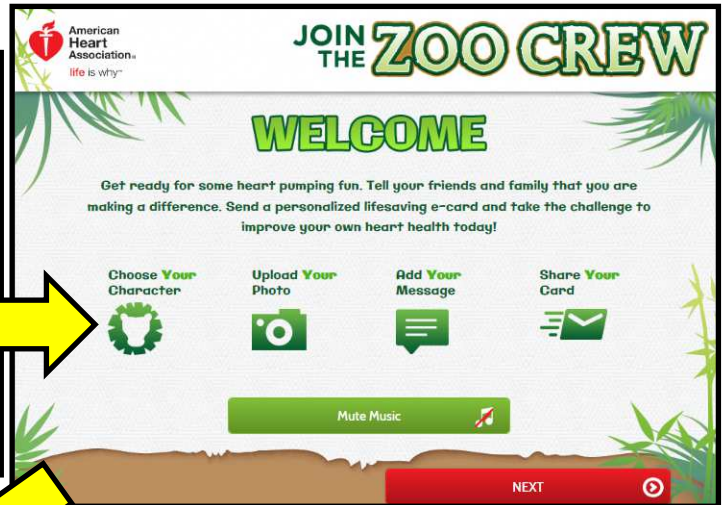 American
Heart
Association®
life is why™
JOIN
THE
ZOO CREW
WELCOME
Get ready for some heart pumping fun. Tell your friends and family that you are
making a difference. Send a personalized lifesaving e-card and take the challenge to
improve your own heart health today!
Choose Your
Character
Upload Your
Photo
Add Your
Message
Share Your
Card
Mute Music
NEXT